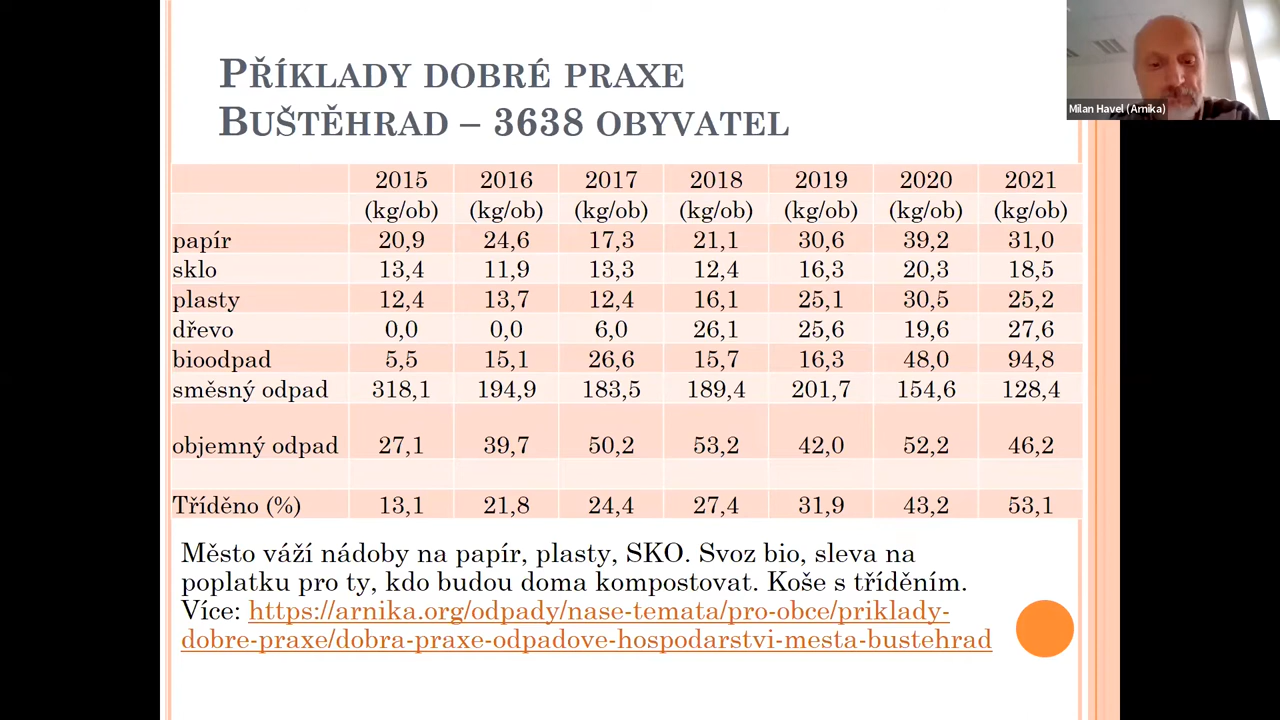 PŘÍKLADY DOBRÉ PRAXE
BUŠTĚHRAD – 3638 OBYVATEL
Milan Havel (Arnika)
2015 2016 2017 2018 2019 2020 2021
(kg/ob) (kg/ob) (kg/ob) (kg/ob) (kg/ob) (kg/ob) (kg/ob)
papír 20,9 24,6 17,3 21,1 30,6 39,2 31,0
sklo 13,4 11,9 13,3 12,4 16,3 20,3 18,5
plasty 12,4 13,7 12,4 16,1 25,1 30,5 25,2
dřevo 0,0 0,0 6,0 26,1 25,6 19,6 27,6
bioodpad 5,5 15,1 26,6 15,7 16,3 48,0 94,8
směsný odpad 318,1 194,9 183,5 189,4 201,7 154,6 128,4
objemný odpad 27,1 39,7 50,2 53,2 42,0 52,2 46,2
Tříděno (%) 13,1 21,8 24,4 27,4 31,9 43,2 53,1
Město váží nádoby na papír, plasty, SKO. Svoz bio, sleva na
poplatku pro ty, kdo budou doma kompostovat. Koše s tříděním.
Více: https://arnika.org/odpady/nase-temata/pro-obce/priklady-
dobre-praxe/dobra-praxe-odpadove-hospodarstvi-mesta-bustehrad